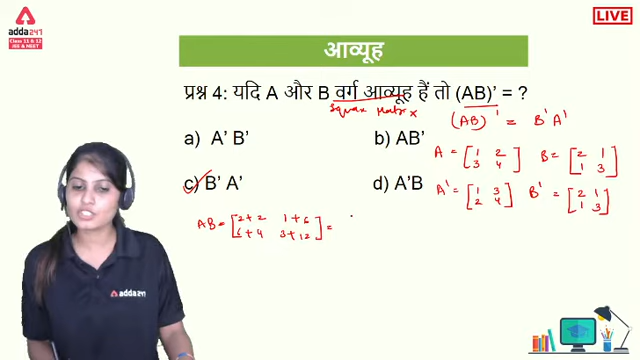 adda247
Class 11 & 12
JEE & NEET
LIVE
आव्यूह
प्रश्न 4: यदि A और B वर्ग आव्यूह हैं तो (AB)' = ?
Square Matrix
(AB)' = B' A'
a) A' B'
b) AB'
A = [1 2 3 4] B = [2 1 1 3]
c) B' A'
d) A'B
A' = [1 3 2 4] B' = [2 1 1 3]
AB = [2+2 1+6 6+4 3+12] =
adda247